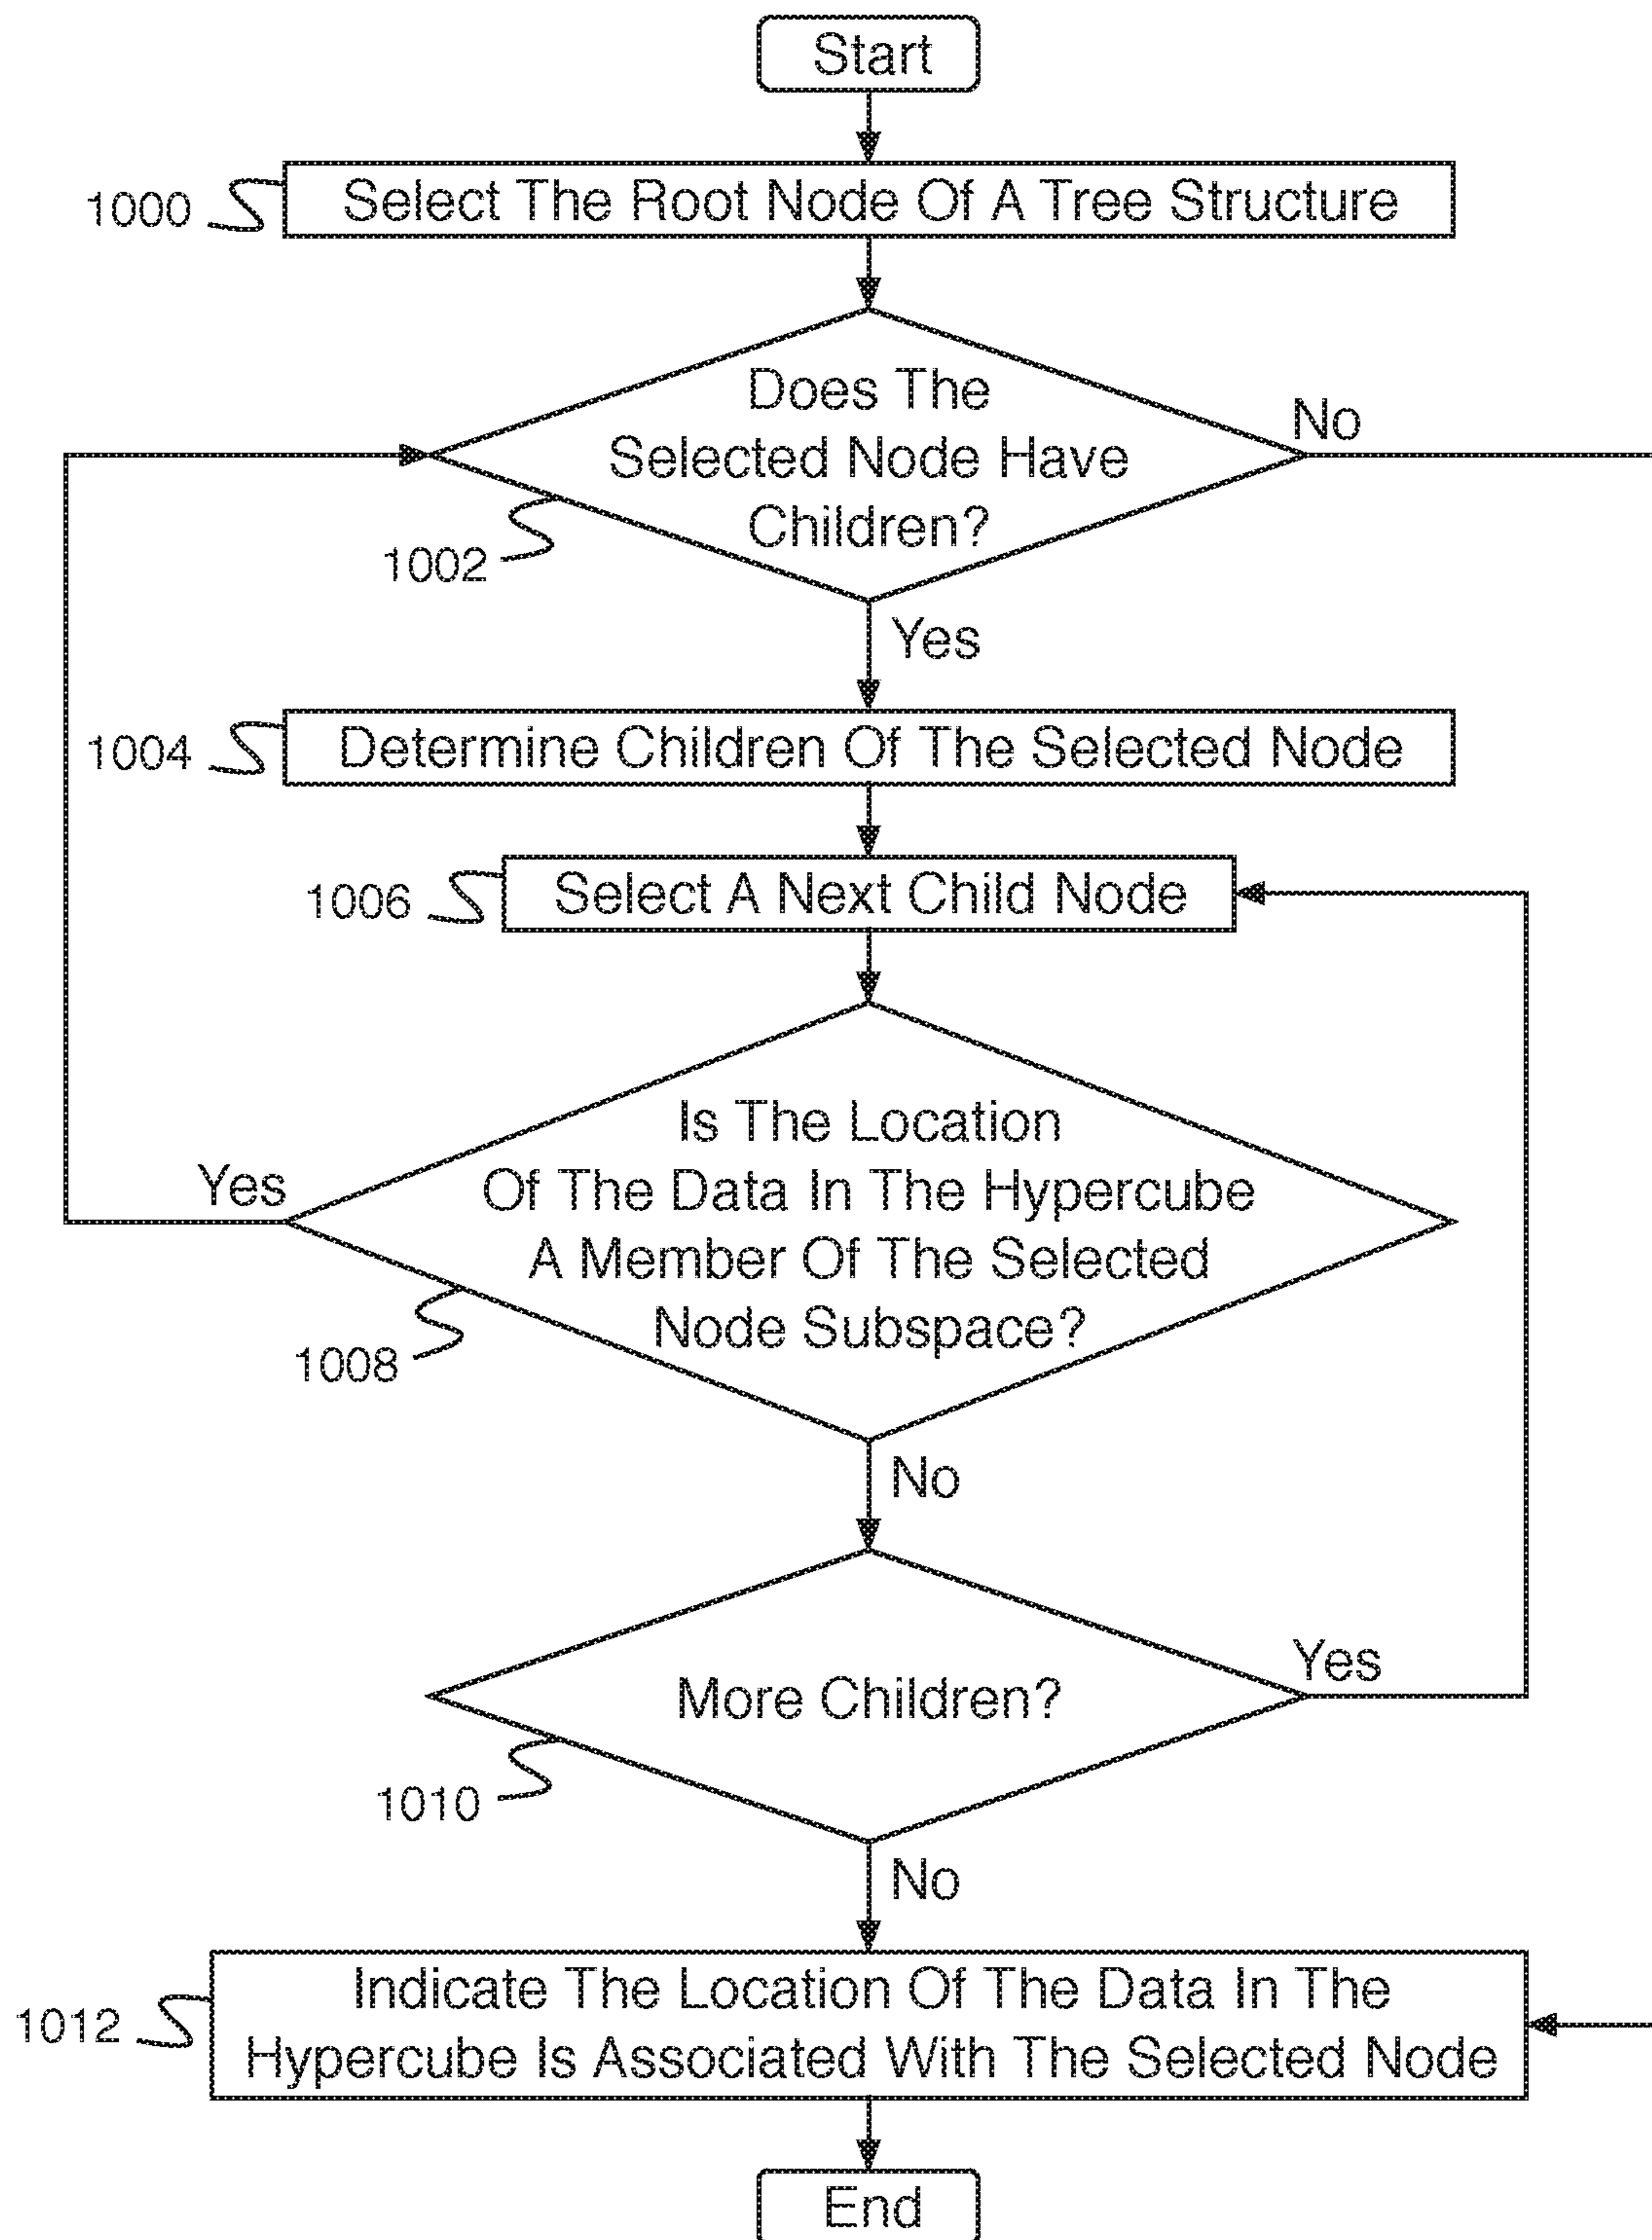 Start
1000
Select The Root Node Of A Tree Structure
Does The
Selected Node Have
Children?
No
1002
Yes
1004
Determine Children Of The Selected Node
1006
Select A Next Child Node
Is The Location
Of The Data In The Hypercube
A Member Of The Selected
Node Subspace?
Yes
1008
No
More Children?
Yes
1010
No
1012
Indicate The Location Of The Data In The
Hypercube Is Associated With The Selected Node
End